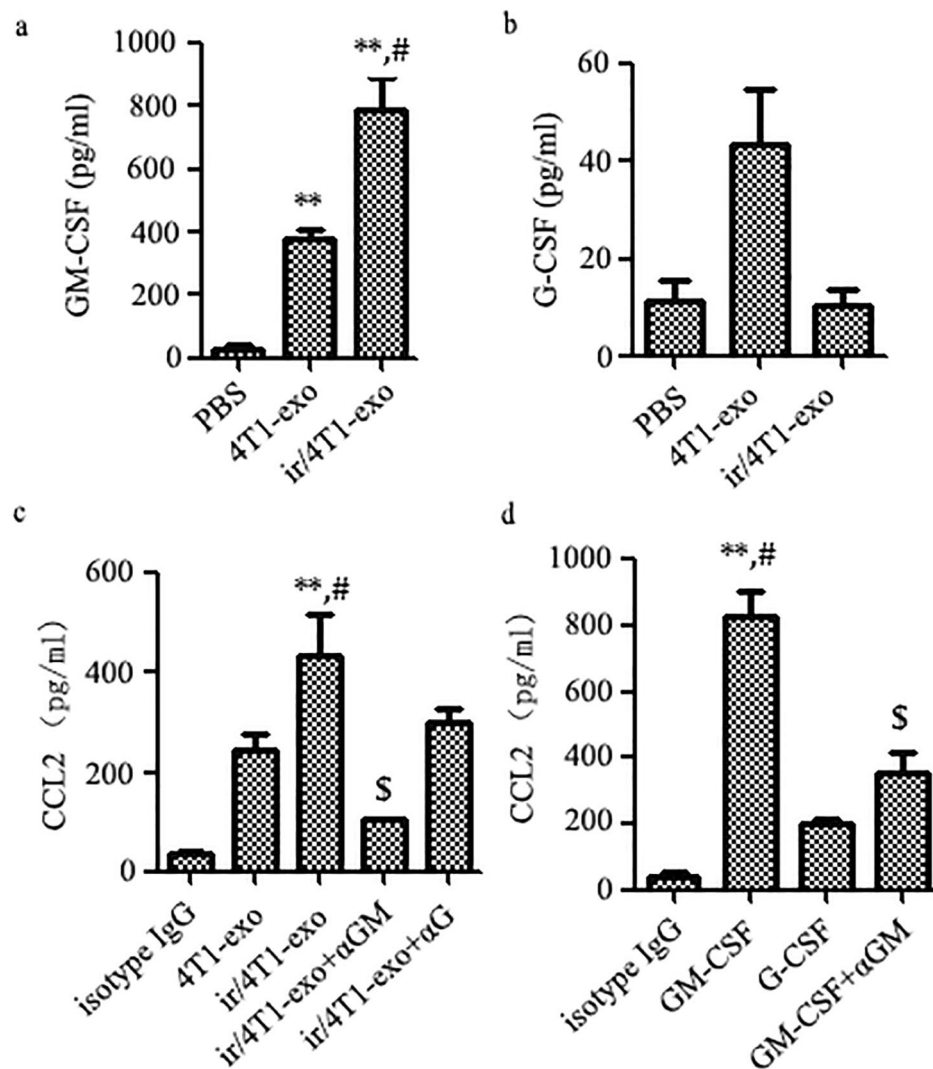 a
GM-CSF (pg/ml)
1000
800
600
400
200
0
**
**,#
PBS
4T1-exo
ir/4T1-exo
b
G-CSF (pg/ml)
60
40
20
0
PBS
4T1-exo
ir/4T1-exo
c
CCL2 (pg/ml)
600
400
200
0
**,#
$
isotype IgG
4T1-exo
ir/4T1-exo
ir/4T1-exo+αGM
ir/4T1-exo+αG
d
CCL2 (pg/ml)
1000
800
600
400
200
0
**,#
$
isotype IgG
GM-CSF
G-CSF
GM-CSF+αGM